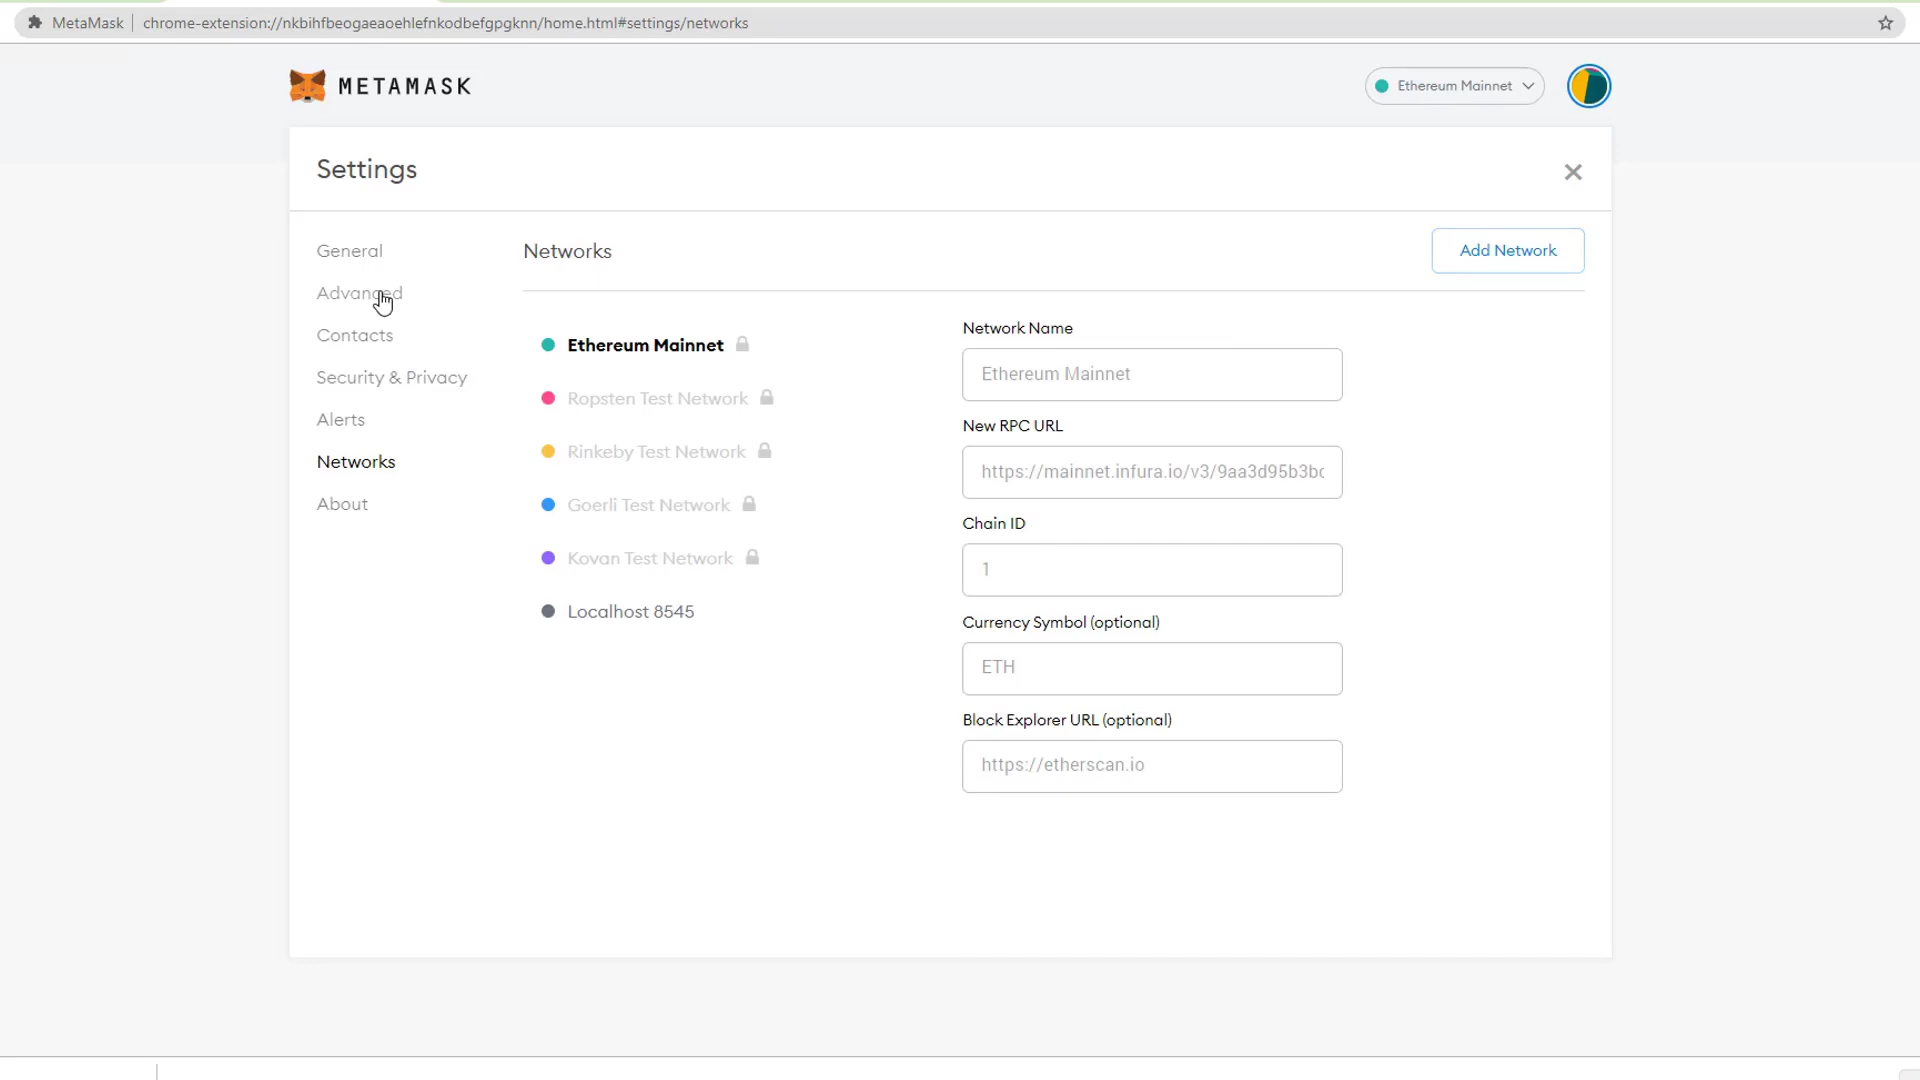 MetaMask
chrome-extension://nkbihfbeogaeaoehlefnkodbefgpgknn/home.html#settings/networks
METAMASK
Ethereum Mainnet
Settings
General
Advanced
Contacts
Security & Privacy
Alerts
Networks
About
Networks
Add Network
Ethereum Mainnet
Ropsten Test Network
Rinkeby Test Network
Goerli Test Network
Kovan Test Network
Localhost 8545
Network Name
Ethereum Mainnet
New RPC URL
https://mainnet.infura.io/v3/9aa3d95b3bc
Chain ID
1
Currency Symbol (optional)
ETH
Block Explorer URL (optional)
https://etherscan.io